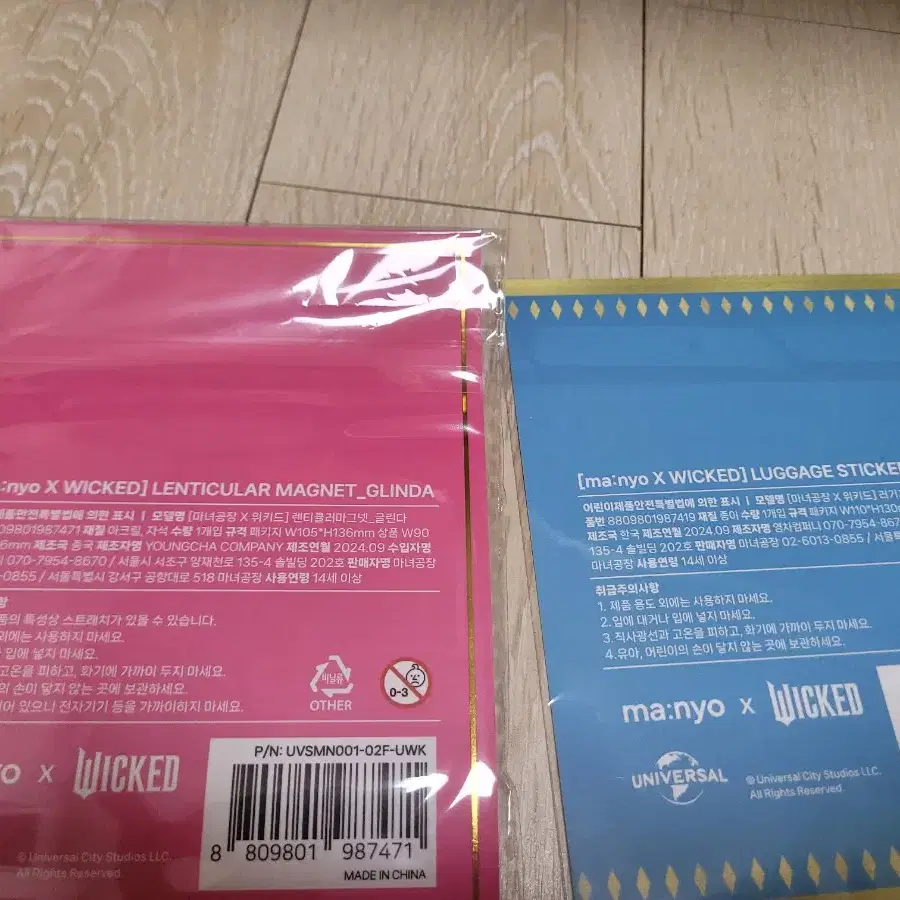 a:nyo X WICKED] LENTICULAR MAGNET_GLINDA
제품안전특별법에 의한 표시 | 모델명 [마녀공장 X 위키드] 렌티큘러마그넷_글린다
809801987471 재질 아크릴, 자석 수량 1개입 규격 패키지 W105*H136mm 상품 W90
6mm 제조국 중국 제조자명 YOUNGCHA COMPANY 제조연월 2024.09 수입자명
070-7954-8670 / 서울시 서초구 양재천로 135-4 솔빌딩 202호 판매자명 마녀공장
-0855 / 서울특별시 강서구 공항대로 518 마녀공장 사용연령 14세 이상
항
품의 특성상 스트래치가 있을 수 있습니다.
외에는 사용하지 마세요.
입에 넣지 마세요.
고온을 피하고, 화기에 가까이 두지 마세요.
의 손이 닿지 않는 곳에 보관하세요.
어 있으니 전자기기 등을 가까이하지 마세요.
비닐류
OTHER
0-3
yo x WICKED
P/N: UVSMN001-02F-UWK
8 809801 987471
MADE IN CHINA
© Universal City Studios LLC.
All Rights Reserved.
[ma:nyo X WICKED] LUGGAGE STICKE
어린이제품안전특별법에 의한 표시 | 모델명 [마녀공장 X 위키드] 러기
품번 8809801987419 재질 종이 수량 1개입 규격 패키지 W110*H130m
제조국 한국 제조연월 2024.09 제조자명 영차컴퍼니 070-7954-867
135-4 솔빌딩 202호 판매자명 마녀공장 02-6013-0855 / 서울특
마녀공장 사용연령 14세 이상
취급주의사항
1. 제품 용도 외에는 사용하지 마세요.
2. 입에 대거나 입에 넣지 마세요.
3. 직사광선과 고온을 피하고, 화기에 가까이 두지 마세요.
4. 유아, 어린이의 손이 닿지 않는 곳에 보관하세요.
ma:nyo x WICKED
UNIVERSAL
© Universal City Studios LLC.
All Rights Reserved.